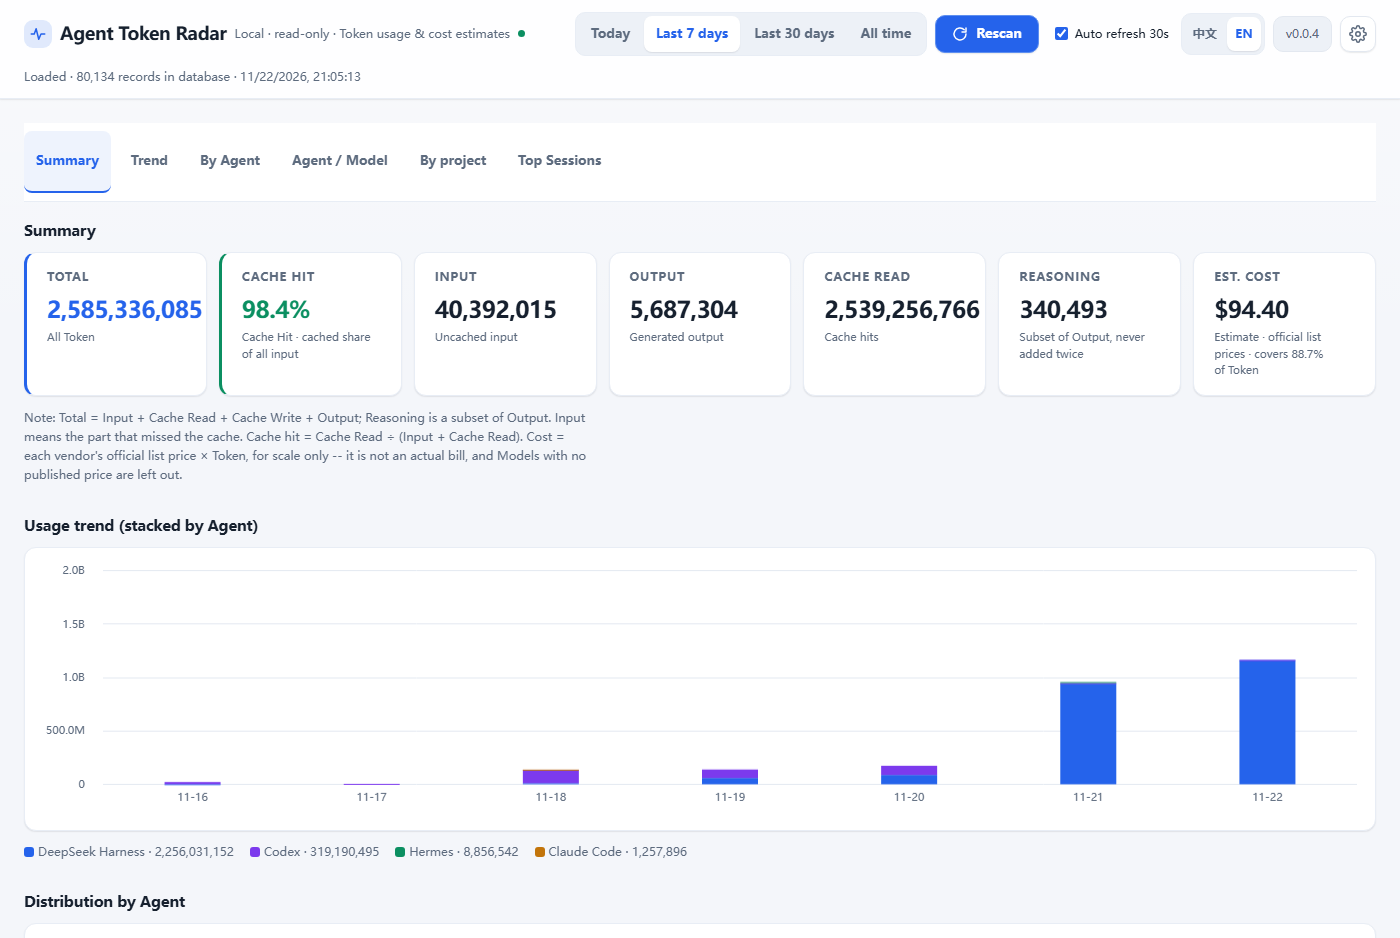 Agent Token Radar
Local · read-only · Token usage & cost estimates
Today
Last 7 days
Last 30 days
All time
Rescan
Auto refresh 30s
中文
EN
v0.0.4
Loaded · 80,134 records in database · 11/22/2026, 21:05:13
Summary
Trend
By Agent
Agent / Model
By project
Top Sessions
Summary
TOTAL
2,585,336,085
All Token
CACHE HIT
98.4%
Cache Hit · cached share
of all input
INPUT
40,392,015
Uncached input
OUTPUT
5,687,304
Generated output
CACHE READ
2,539,256,766
Cache hits
REASONING
340,493
Subset of Output, never
added twice
EST. COST
$94.40
Estimate · official list
prices · covers 88.7%
of Token
Note: Total = Input + Cache Read + Cache Write + Output; Reasoning is a subset of Output. Input
means the part that missed the cache. Cache hit = Cache Read ÷ (Input + Cache Read). Cost =
each vendor's official list price × Token, for scale only -- it is not an actual bill, and Models with no
published price are left out.
Usage trend (stacked by Agent)
2.0B
1.5B
1.0B
500.0M
0
11-16
11-17
11-18
11-19
11-20
11-21
11-22
DeepSeek Harness · 2,256,031,152
Codex · 319,190,495
Hermes · 8,856,542
Claude Code · 1,257,896
Distribution by Agent